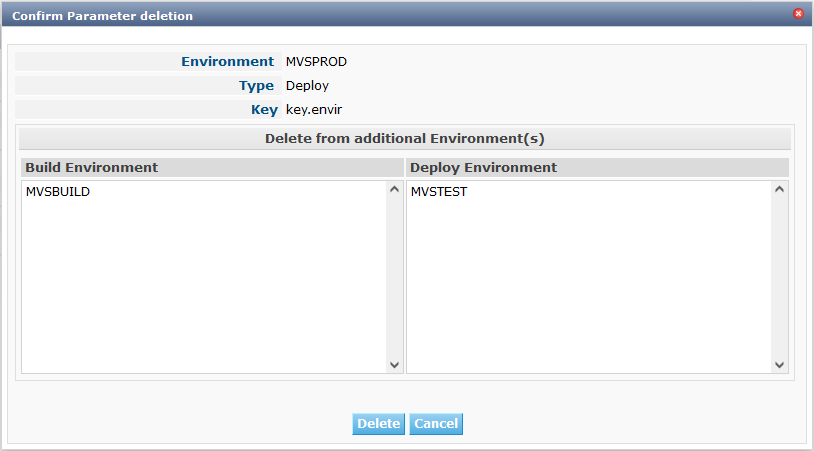 Confirm Parameter deletion
Environment MVSPROD
Type Deploy
Key key.envir
Delete from additional Environment(s)
Build Environment Deploy Environment
MVSBUILD MVSTEST
Delete Cancel